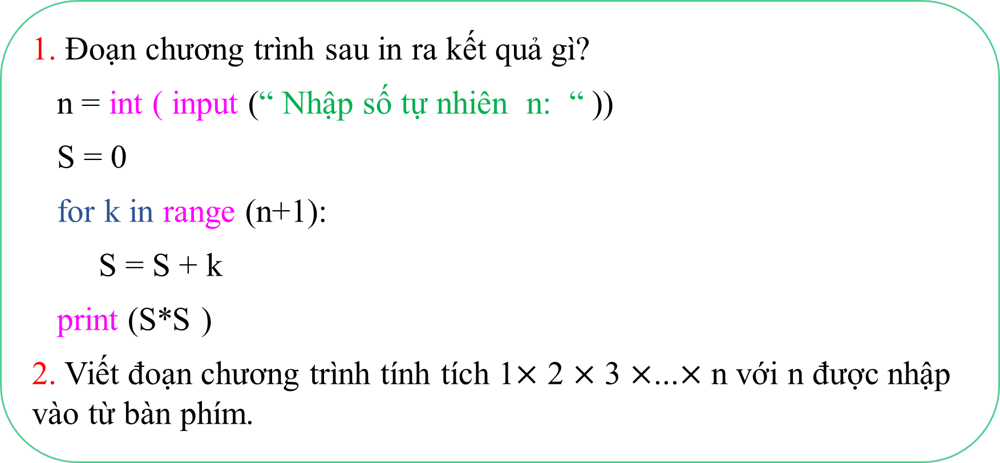 1. Đoạn chương trình sau in ra kết quả gì?
n = int ( input (“ Nhập số tự nhiên  n:  “ ))
S = 0
for k in range (n+1):
S = S + k
print (S*S )
2. Viết đoạn chương trình tính tích 1× 2 × 3 ×...× n với n được nhập
vào từ bàn phím.